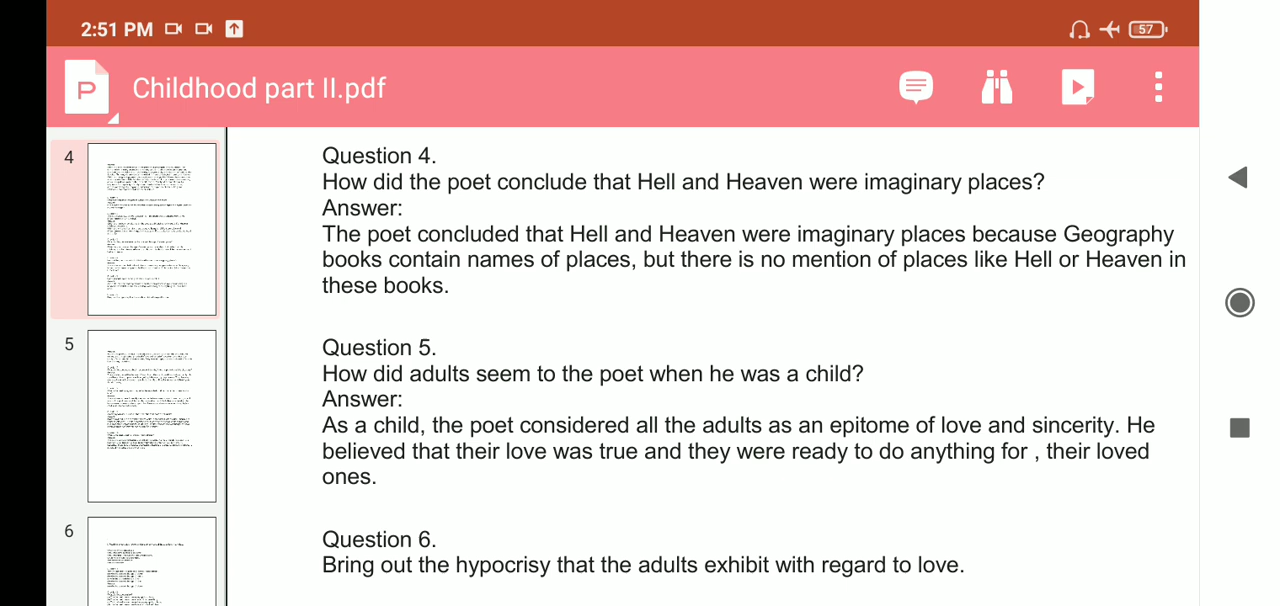 2:51 PM
57
P
Childhood part II.pdf
4
5
6
Question 4.
How did the poet conclude that Hell and Heaven were imaginary places?
Answer:
The poet concluded that Hell and Heaven were imaginary places because Geography
books contain names of places, but there is no mention of places like Hell or Heaven in
these books.
Question 5.
How did adults seem to the poet when he was a child?
Answer:
As a child, the poet considered all the adults as an epitome of love and sincerity. He
believed that their love was true and they were ready to do anything for , their loved
ones.
Question 6.
Bring out the hypocrisy that the adults exhibit with regard to love.